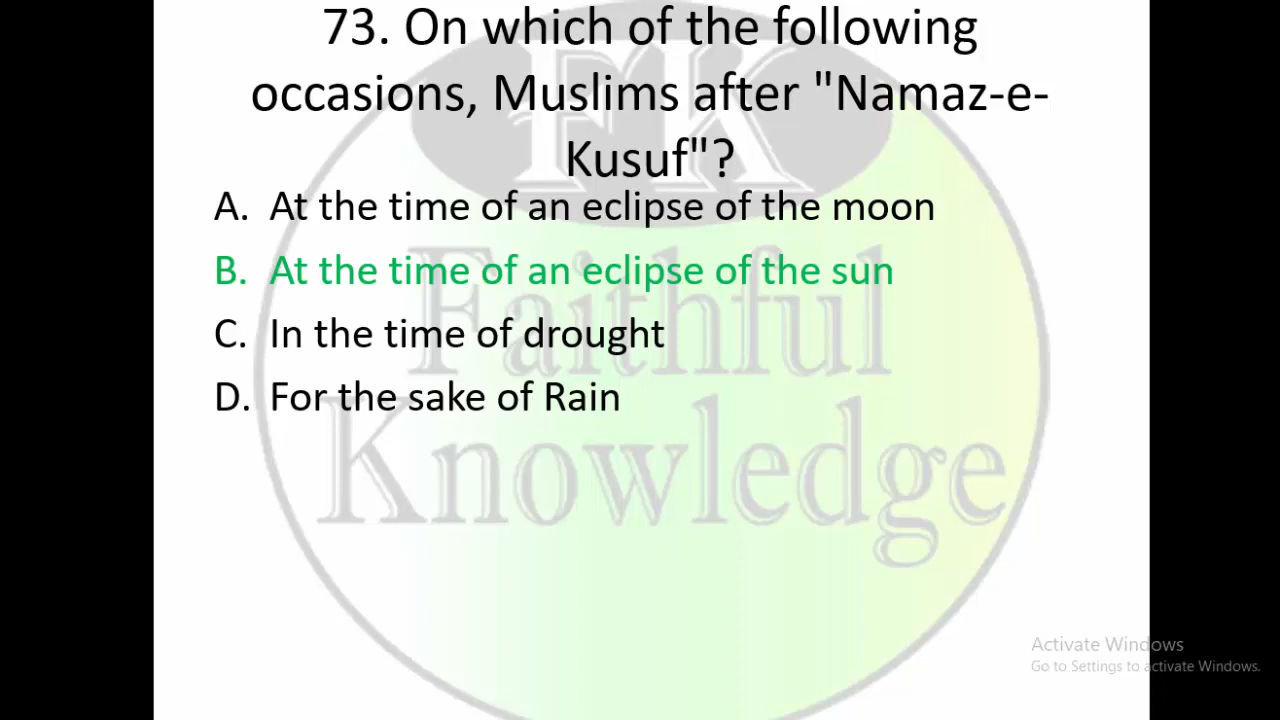 73. On which of the following
occasions, Muslims after "Namaz-e-
Kusuf"?
A. At the time of an eclipse of the moon
B. At the time of an eclipse of the sun
C. In the time of drought
D. For the sake of Rain
FK
Faithful
Knowledge
Activate Windows
Go to Settings to activate Windows.